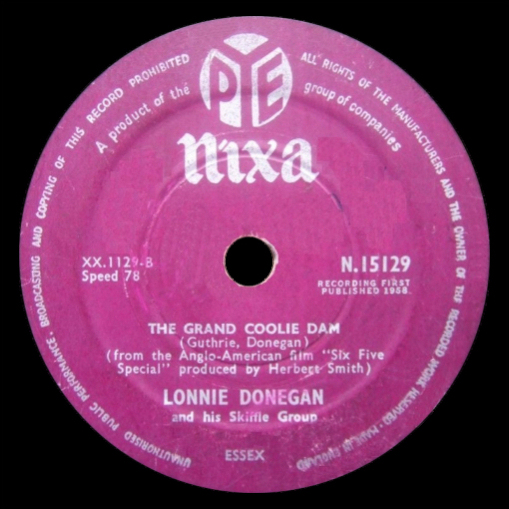 UNAUTHORISED PUBLIC PERFORMANCE, BROADCASTING AND COPYING OF THIS RECORD PROHIBITED
ALL RIGHTS OF THE MANUFACTURERS AND THE OWNER OF THE RECORDED WORK RESERVED · MADE IN ENGLAND
A product of the
PYE
group of companies
nixa
XX.1129-B
Speed 78
N.15129
RECORDING FIRST
PUBLISHED 1958.
THE GRAND COOLIE DAM
(Guthrie, Donegan)
(from the Anglo-American film "Six Five
Special" produced by Herbert Smith)
LONNIE DONEGAN
and his Skiffle Group
ESSEX